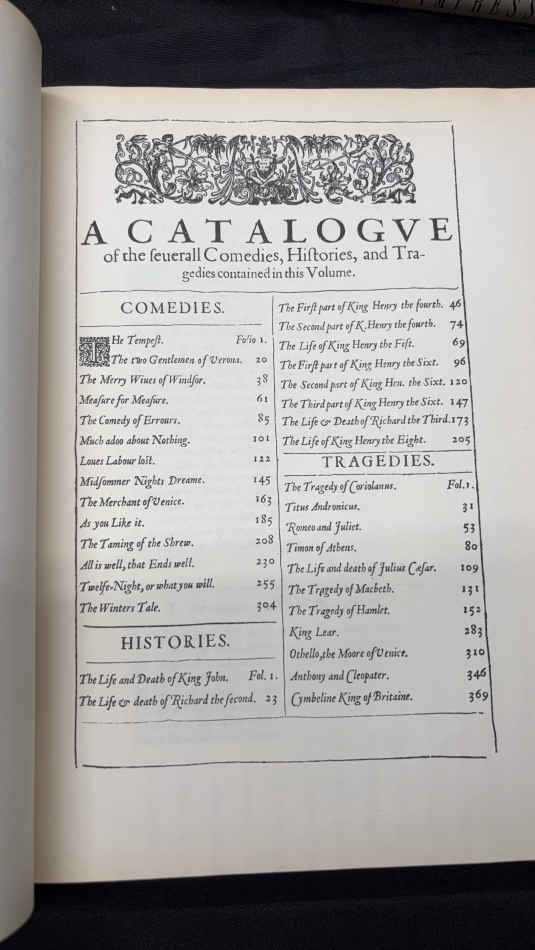 A CATALOGVE
of the ſeuerall Comedies, Hiſtories, and Tra-
gedies contained in this Volume.
COMEDIES.
THe Tempeſt. Folio 1.
The two Gentlemen of Verona. 20
The Merry Wiues of Windſor. 38
Meaſure for Meaſure. 61
The Comedy of Errours. 85
Much adoo about Nothing. 101
Loues Labour loſt. 122
Midſommer Nights Dreame. 145
The Merchant of Venice. 163
As you Like it. 185
The Taming of the Shrew. 208
All is well, that Ends well. 230
Twelfe-Night, or what you will. 255
The Winters Tale. 304
HISTORIES.
The Life and Death of King John. Fol. 1.
The Life & death of Richard the ſecond. 23
The Firſt part of King Henry the fourth. 46
The Second part of K. Henry the fourth. 74
The Life of King Henry the Fift. 69
The Firſt part of King Henry the Sixt. 96
The Second part of King Hen. the Sixt. 120
The Third part of King Henry the Sixt. 147
The Life & Death of Richard the Third. 173
The Life of King Henry the Eight. 205
TRAGEDIES.
The Tragedy of Coriolanus. Fol. 1.
Titus Andronicus. 31
Romeo and Juliet. 53
Timon of Athens. 80
The Life and death of Julius Cæſar. 109
The Tragedy of Macbeth. 131
The Tragedy of Hamlet. 152
King Lear. 283
Othello, the Moore of Venice. 310
Anthony and Cleopater. 346
Cymbeline King of Britaine. 369